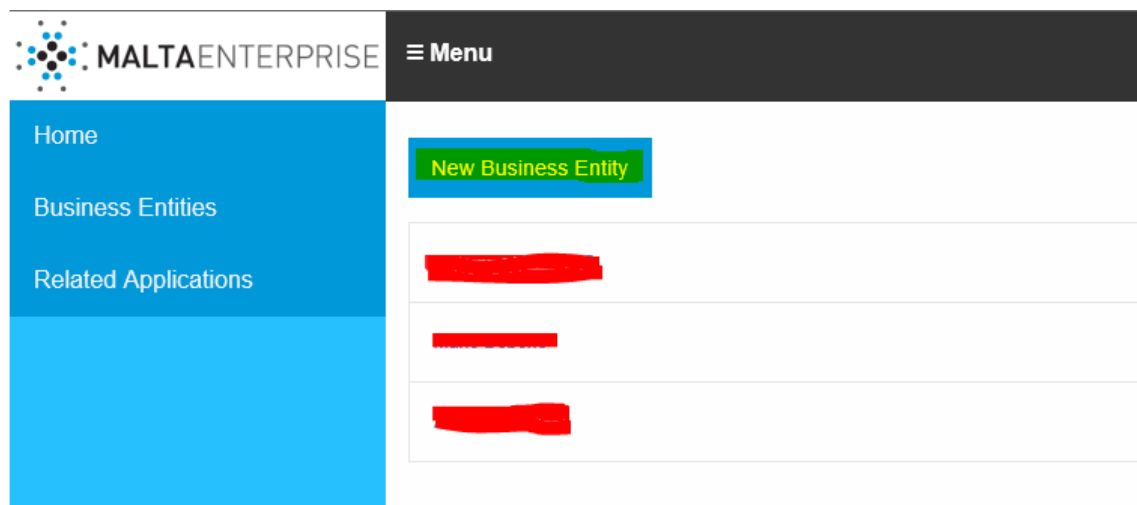 MALTAENTERPRISE
≡ Menu
Home
Business Entities
Related Applications
New Business Entity